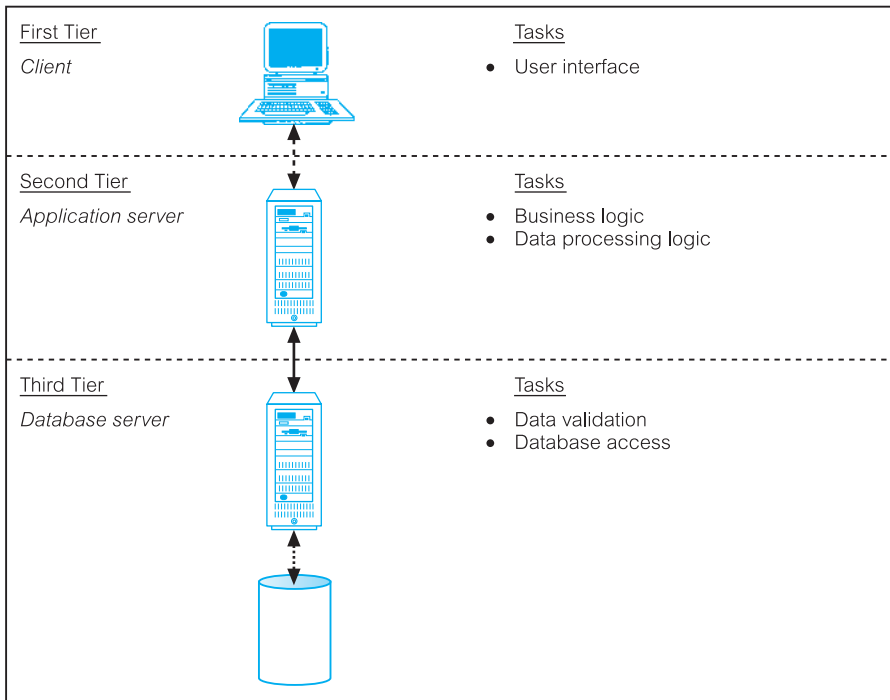 First Tier
Client
Tasks
• User interface
Second Tier
Application server
Tasks
• Business logic
• Data processing logic
Third Tier
Database server
Tasks
• Data validation
• Database access